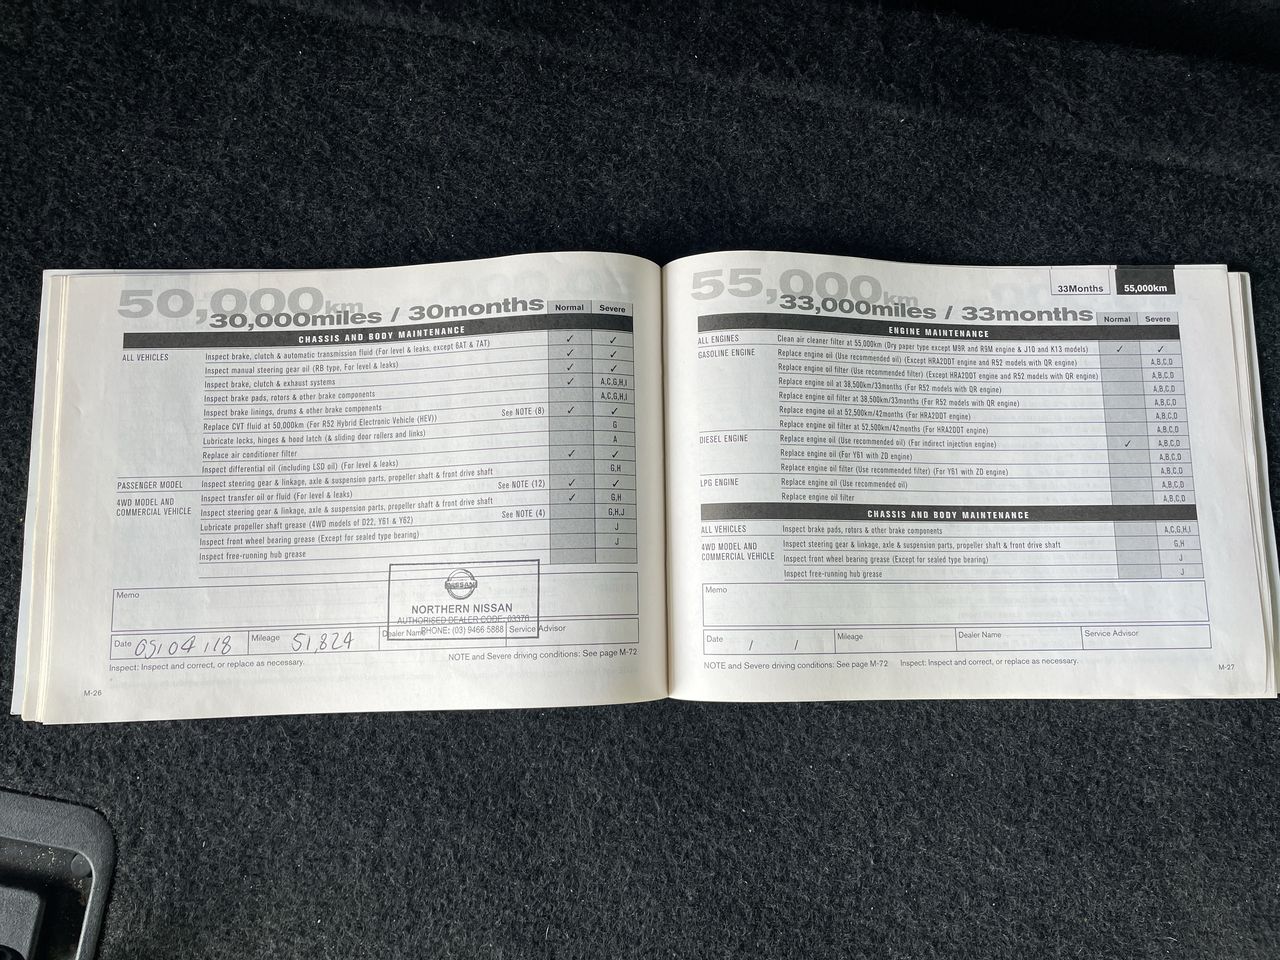 50,000km
30,000miles / 30months
Normal Severe
CHASSIS AND BODY MAINTENANCE
ALL VEHICLES Inspect brake, clutch & automatic transmission fluid (For level & leaks, except 6AT & 7AT) ✓ ✓
Inspect manual steering gear oil (RB type, For level & leaks) ✓ ✓
Inspect brake, clutch & exhaust systems ✓ ✓
Inspect brake pads, rotors & other brake components ✓ A,C,G,H,I
Inspect brake linings, drums & other brake components A,C,G,H,I
Replace CVT fluid at 50,000km (For R52 Hybrid Electronic Vehicle (HEV)) See NOTE (8) ✓ ✓
Lubricate locks, hinges & hood latch (& sliding door rollers and links) G
Replace air conditioner filter A
Inspect differential oil (including LSD oil) (For level & leaks) ✓ ✓
PASSENGER MODEL Inspect steering gear & linkage, axle & suspension parts, propeller shaft & front drive shaft G,H
4WD MODEL AND COMMERCIAL VEHICLE Inspect transfer oil or fluid (For level & leaks) See NOTE (12) ✓ ✓
Inspect steering gear & linkage, axle & suspension parts, propeller shaft & front drive shaft ✓ G,H
Lubricate propeller shaft grease (4WD models of D22, Y61 & Y62) See NOTE (4) G,H,J
Inspect front wheel bearing grease (Except for sealed type bearing) J
Inspect free-running hub grease J
Memo
NISSAN
NORTHERN NISSAN
AUTHORISED DEALER CODE: 03376
PHONE: (03) 9466 5888
Date 05/04/18 Mileage 51,824 Dealer Name Service Advisor
Inspect: Inspect and correct, or replace as necessary. NOTE and Severe driving conditions: See page M-72
M-26
33Months 55,000km
55,000km
33,000miles / 33months
Normal Severe
ENGINE MAINTENANCE
ALL ENGINES Clean air cleaner filter at 55,000km (Dry paper type except M9R and R9M engine & J10 and K13 models) ✓ ✓
GASOLINE ENGINE Replace engine oil (Use recommended oil) (Except HRA2DDT engine and R52 models with QR engine) A,B,C,D
Replace engine oil filter (Use recommended filter) (Except HRA2DDT engine and R52 models with QR engine) A,B,C,D
Replace engine oil at 38,500km/33months (For R52 models with QR engine) A,B,C,D
Replace engine oil filter at 38,500km/33months (For R52 models with QR engine) A,B,C,D
Replace engine oil at 52,500km/42months (For HRA2DDT engine) A,B,C,D
Replace engine oil filter at 52,500km/42months (For HRA2DDT engine) A,B,C,D
DIESEL ENGINE Replace engine oil (Use recommended oil) (For indirect injection engine) ✓ A,B,C,D
Replace engine oil (For Y61 with ZD engine) A,B,C,D
Replace engine oil filter (Use recommended filter) (For Y61 with ZD engine) A,B,C,D
LPG ENGINE Replace engine oil (Use recommended oil) A,B,C,D
Replace engine oil filter A,B,C,D
CHASSIS AND BODY MAINTENANCE
ALL VEHICLES Inspect brake pads, rotors & other brake components A,C,G,H,I
4WD MODEL AND COMMERCIAL VEHICLE Inspect steering gear & linkage, axle & suspension parts, propeller shaft & front drive shaft G,H
Inspect front wheel bearing grease (Except for sealed type bearing) J
Inspect free-running hub grease J
Memo
Date / / Mileage Dealer Name Service Advisor
NOTE and Severe driving conditions: See page M-72 Inspect: Inspect and correct, or replace as necessary.
M-27